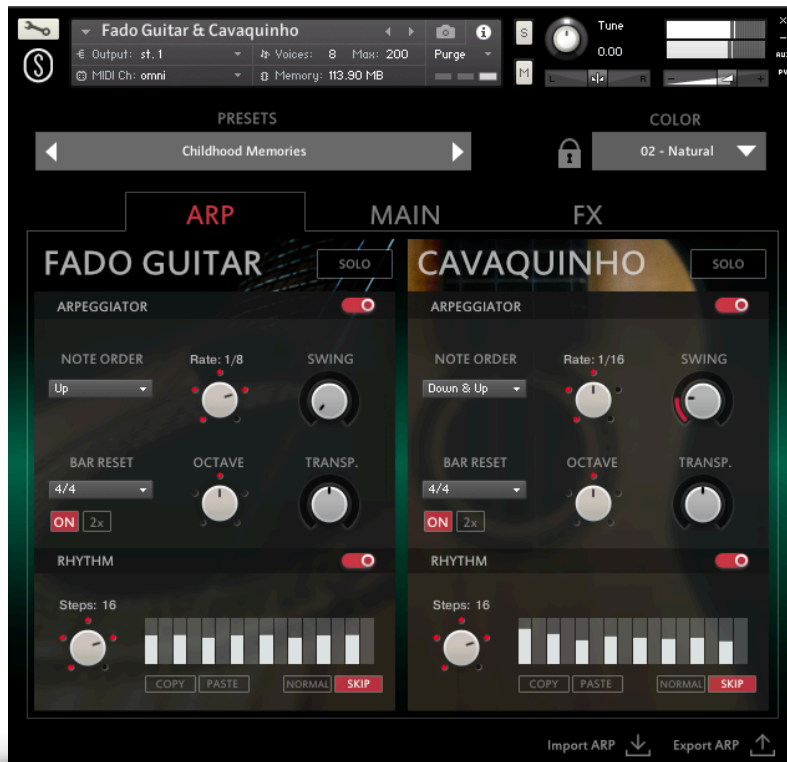 Fado Guitar & Cavaquinho
Output: st. 1 Voices: 8 Max: 200 Purge
MIDI Ch: omni Memory: 113.90 MB
S
M
Tune
0.00
L R - +
×
–
AUX
PV
S
PRESETS COLOR
Childhood Memories 02 - Natural
ARP MAIN FX
FADO GUITAR SOLO
ARPEGGIATOR
NOTE ORDER Rate: 1/8 SWING
Up
BAR RESET OCTAVE TRANSP.
4/4
ON 2x
RHYTHM
Steps: 16
COPY PASTE NORMAL SKIP
CAVAQUINHO SOLO
ARPEGGIATOR
NOTE ORDER Rate: 1/16 SWING
Down & Up
BAR RESET OCTAVE TRANSP.
4/4
ON 2x
RHYTHM
Steps: 16
COPY PASTE NORMAL SKIP
Import ARP Export ARP